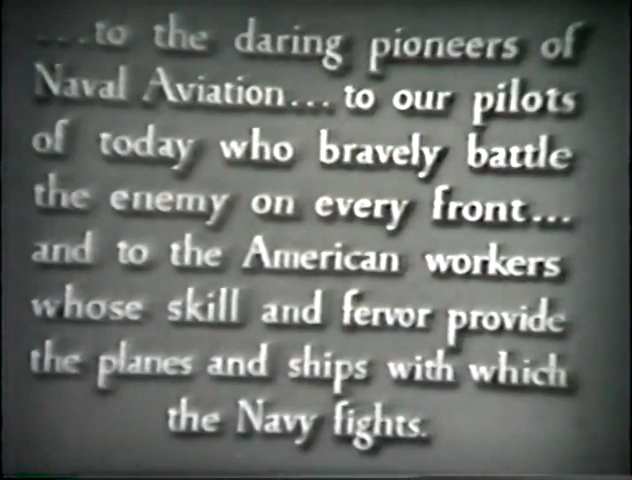 ...to the daring pioneers of
Naval Aviation... to our pilots
of today who bravely battle
the enemy on every front...
and to the American workers
whose skill and fervor provide
the planes and ships with which
the Navy fights.